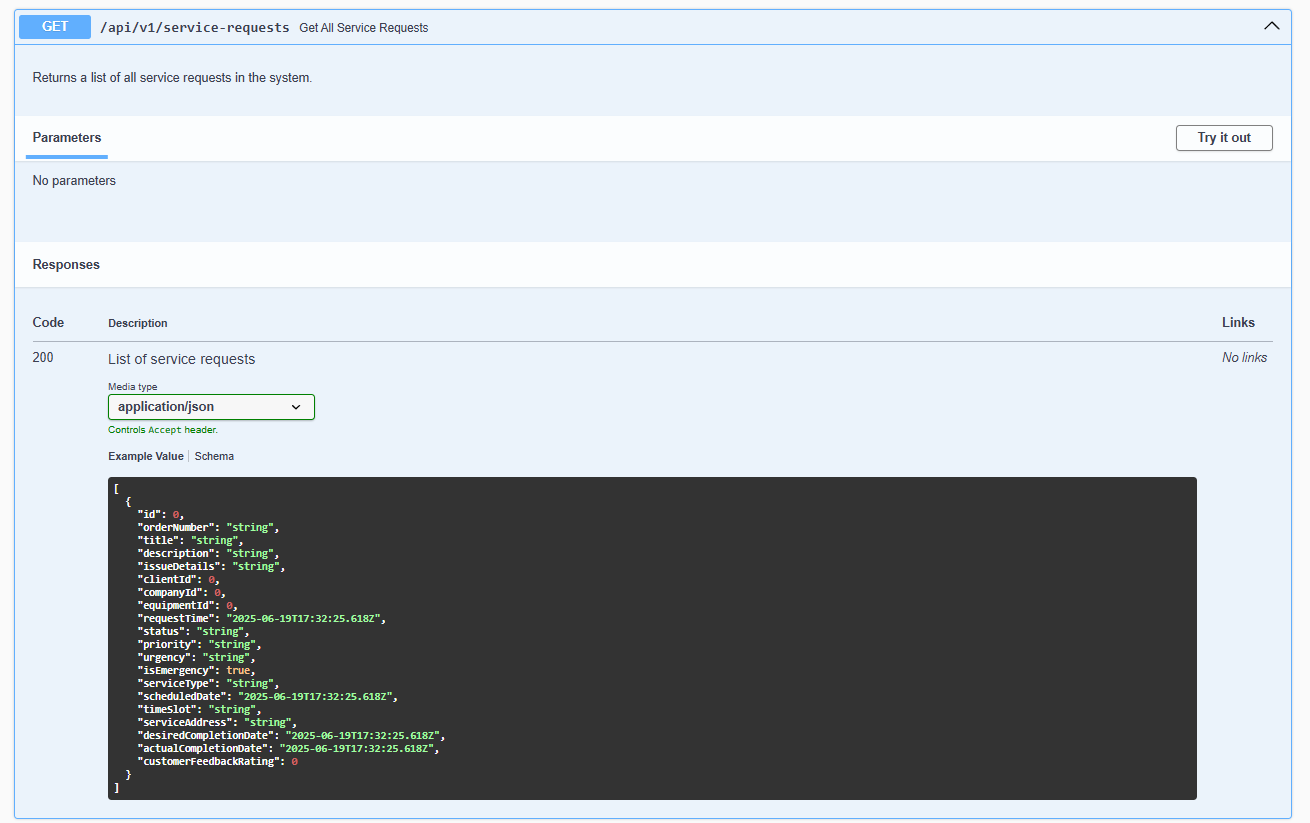 GET /api/v1/service-requests Get All Service Requests
Returns a list of all service requests in the system.
Parameters Try it out
No parameters
Responses
Code Description Links
200 List of service requests No links
Media type
application/json
Controls Accept header.
Example Value Schema
[
  {
    "id": 0,
    "orderNumber": "string",
    "title": "string",
    "description": "string",
    "issueDetails": "string",
    "clientId": 0,
    "companyId": 0,
    "equipmentId": 0,
    "requestTime": "2025-06-19T17:32:25.618Z",
    "status": "string",
    "priority": "string",
    "urgency": "string",
    "isEmergency": true,
    "serviceType": "string",
    "scheduledDate": "2025-06-19T17:32:25.618Z",
    "timeSlot": "string",
    "serviceAddress": "string",
    "desiredCompletionDate": "2025-06-19T17:32:25.618Z",
    "actualCompletionDate": "2025-06-19T17:32:25.618Z",
    "customerFeedbackRating": 0
  }
]